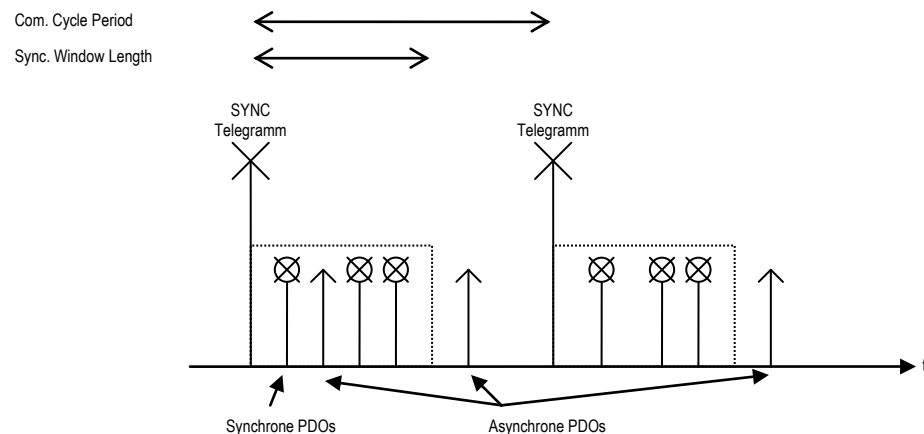 Com. Cycle Period
Sync. Window Length
SYNC
Telegramm
SYNC
Telegramm
t
Synchrone PDOs
Asynchrone PDOs